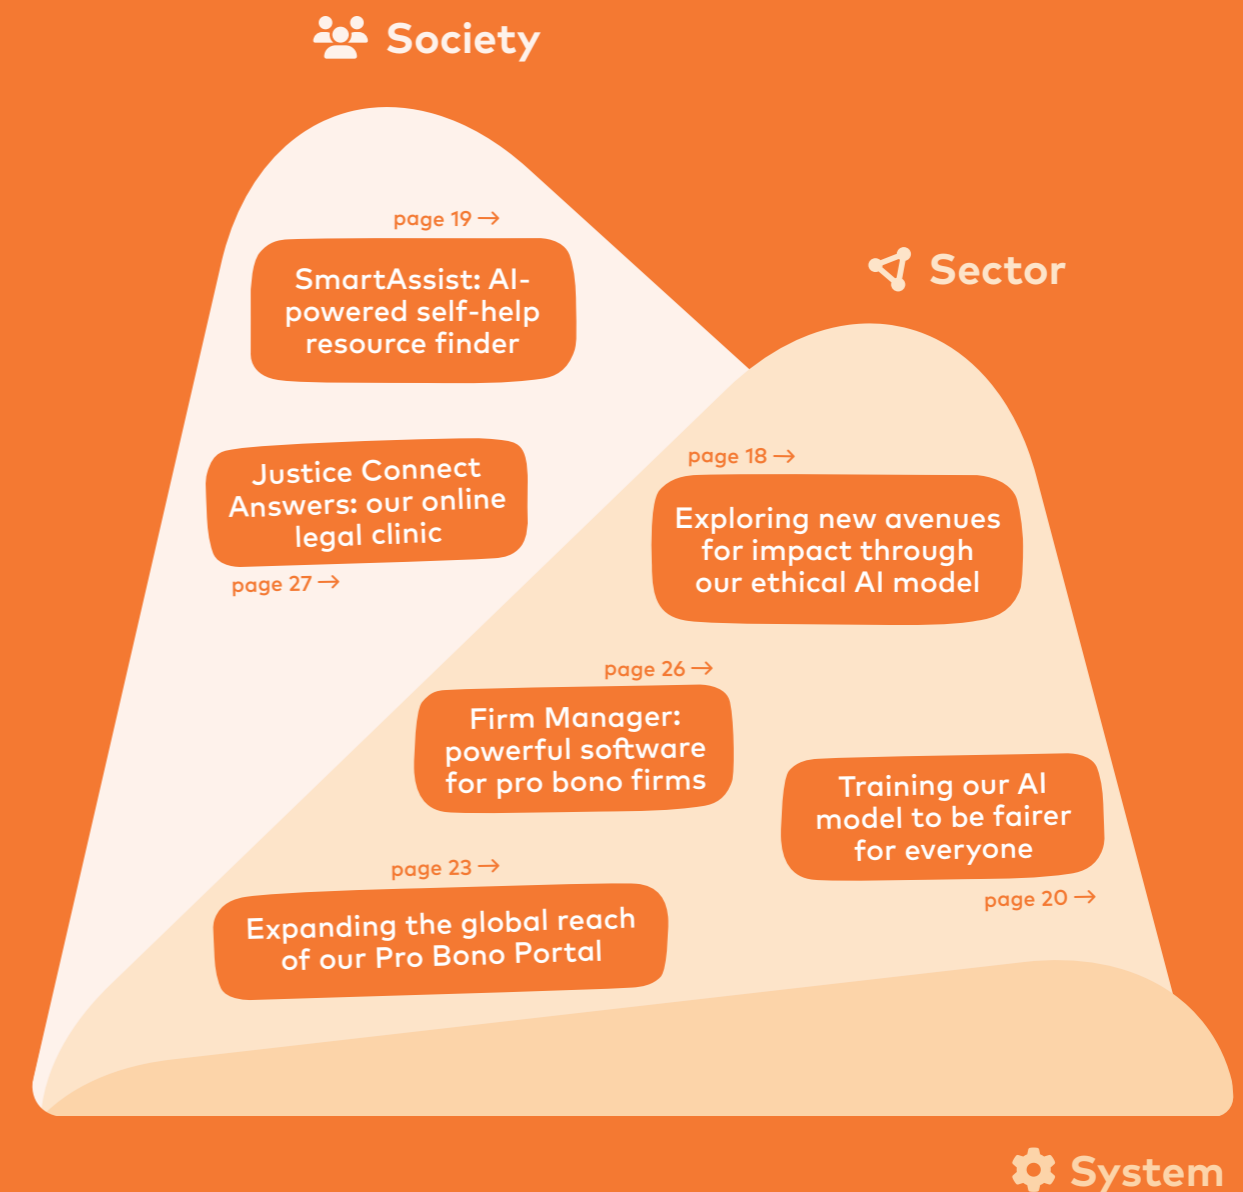 Society
page 19 →
SmartAssist: AI-
powered self-help
resource finder
Justice Connect
Answers: our online
legal clinic
page 27 →
Sector
page 18 →
Exploring new avenues
for impact through
our ethical AI model
page 26 →
Firm Manager:
powerful software
for pro bono firms
Training our AI
model to be fairer
for everyone
page 20 →
page 23 →
Expanding the global reach
of our Pro Bono Portal
System